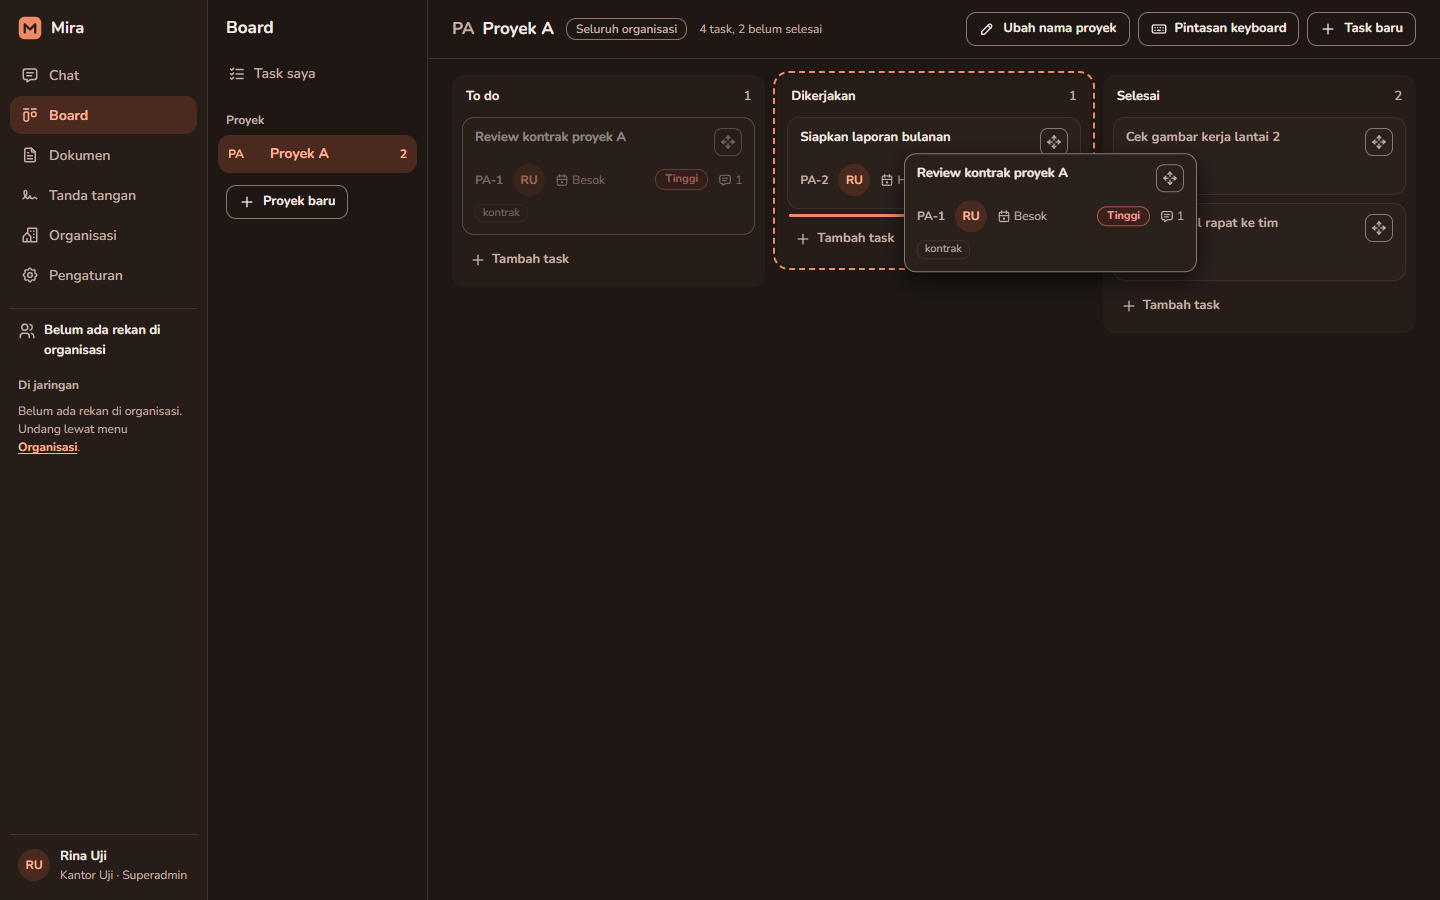 Mira
Chat
Board
Dokumen
Tanda tangan
Organisasi
Pengaturan
Belum ada rekan di
organisasi
Di jaringan
Belum ada rekan di organisasi.
Undang lewat menu
Organisasi.
RU
Rina Uji
Kantor Uji · Superadmin
Board
Task saya
Proyek
PA Proyek A 2
Proyek baru
PA Proyek A Seluruh organisasi 4 task, 2 belum selesai
Ubah nama proyek
Pintasan keyboard
Task baru
To do 1
Review kontrak proyek A
PA-1 RU Besok Tinggi 1
kontrak
Tambah task
Dikerjakan 1
Siapkan laporan bulanan
PA-2 RU H
Tambah task
Review kontrak proyek A
PA-1 RU Besok Tinggi 1
kontrak
Selesai 2
Cek gambar kerja lantai 2
rapat ke tim
Tambah task